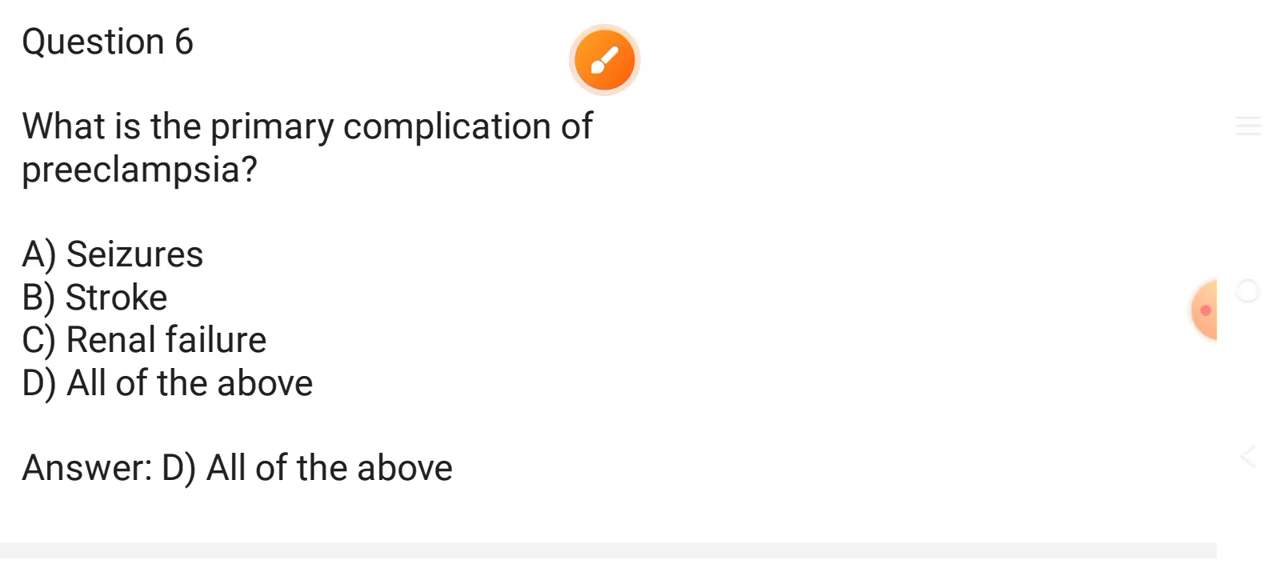 Question 6
What is the primary complication of
preeclampsia?
A) Seizures
B) Stroke
C) Renal failure
D) All of the above
Answer: D) All of the above